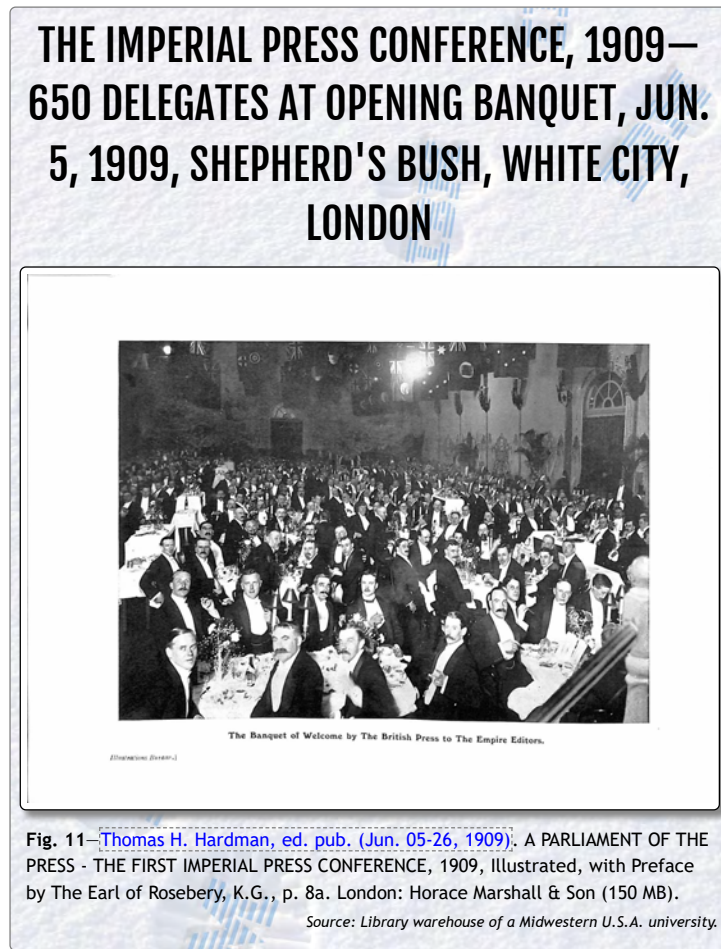 THE IMPERIAL PRESS CONFERENCE, 1909—
650 DELEGATES AT OPENING BANQUET, JUN.
5, 1909, SHEPHERD'S BUSH, WHITE CITY,
LONDON
The Banquet of Welcome by The British Press to The Empire Editors.
Fig. 11—Thomas H. Hardman, ed. pub. (Jun. 05-26, 1909). A PARLIAMENT OF THE
PRESS - THE FIRST IMPERIAL PRESS CONFERENCE, 1909, Illustrated, with Preface
by The Earl of Rosebery, K.G., p. 8a. London: Horace Marshall & Son (150 MB).
Source: Library warehouse of a Midwestern U.S.A. university.